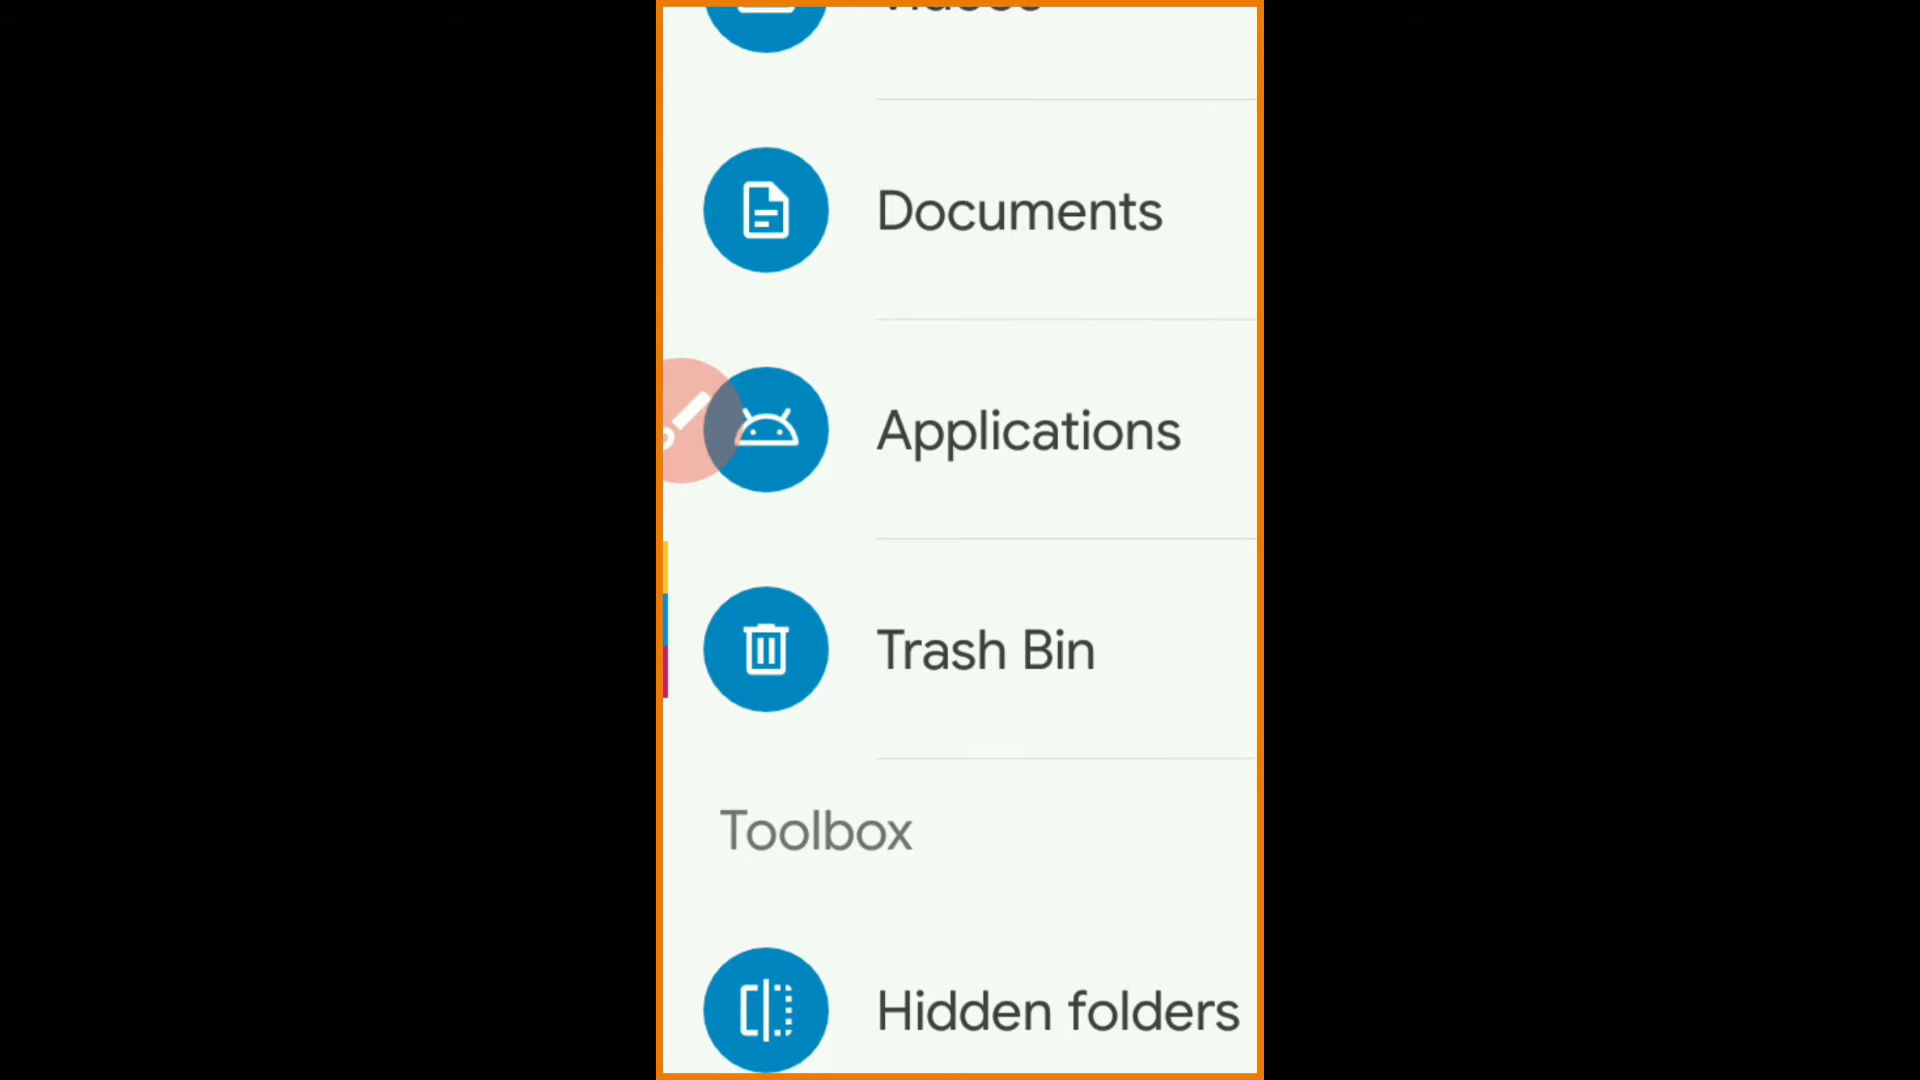 Documents
Applications
Trash Bin
Toolbox
Hidden folders